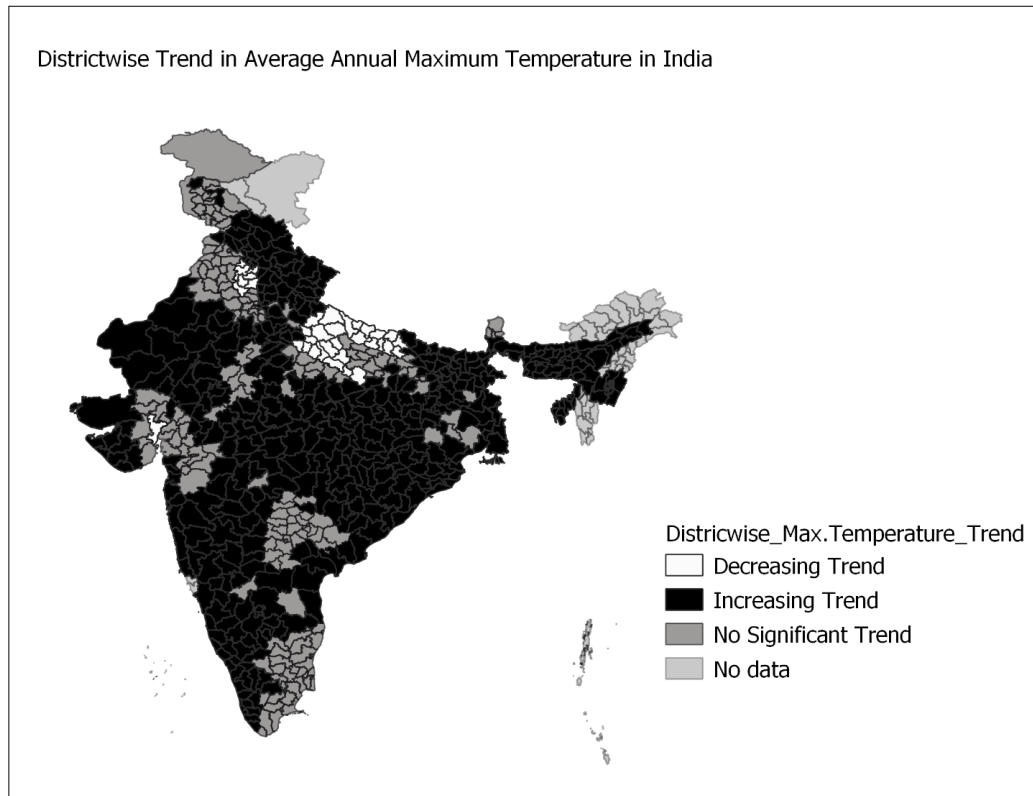 Districtwise Trend in Average Annual Maximum Temperature in India
Districwise_Max.Temperature_Trend
Decreasing Trend
Increasing Trend
No Significant Trend
No data